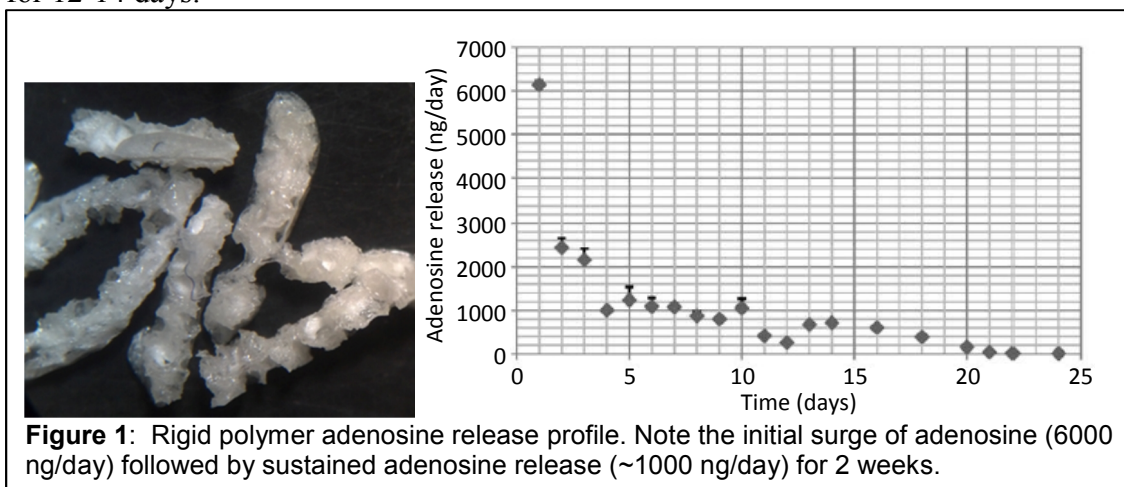 for 12-14 days.
7000
6000
5000
4000
3000
2000
1000
0
Adenosine release (ng/day)
0 5 10 15 20 25
Time (days)
Figure 1: Rigid polymer adenosine release profile. Note the initial surge of adenosine (6000
ng/day) followed by sustained adenosine release (~1000 ng/day) for 2 weeks.